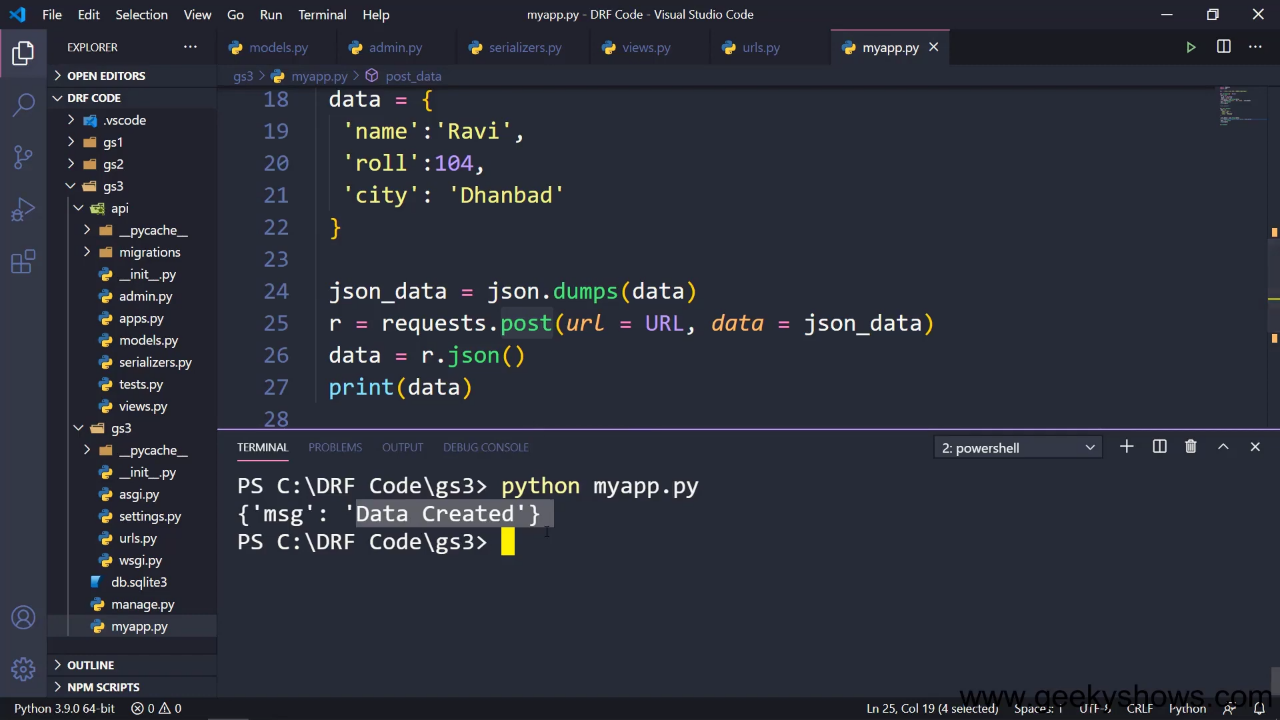 File Edit Selection View Go Run Terminal Help
myapp.py - DRF Code - Visual Studio Code
EXPLORER
models.py admin.py serializers.py views.py urls.py myapp.py
OPEN EDITORS
gs3 > myapp.py > post_data
DRF CODE
.vscode
gs1
gs2
gs3
api
__pycache__
migrations
__init__.py
admin.py
apps.py
models.py
serializers.py
tests.py
views.py
gs3
__pycache__
__init__.py
asgi.py
settings.py
urls.py
wsgi.py
db.sqlite3
manage.py
myapp.py
OUTLINE
NPM SCRIPTS
18 data = {
19 'name':'Ravi',
20 'roll':104,
21 'city': 'Dhanbad'
22 }
23
24 json_data = json.dumps(data)
25 r = requests.post(url = URL, data = json_data)
26 data = r.json()
27 print(data)
28
TERMINAL PROBLEMS OUTPUT DEBUG CONSOLE
2: powershell
PS C:\DRF Code\gs3> python myapp.py
{'msg': 'Data Created'}
PS C:\DRF Code\gs3>
www.geekyshows.com
Python 3.9.0 64-bit 0 0 Ln 25, Col 19 (4 selected) Spaces: 1 UTF-8 CRLF Python